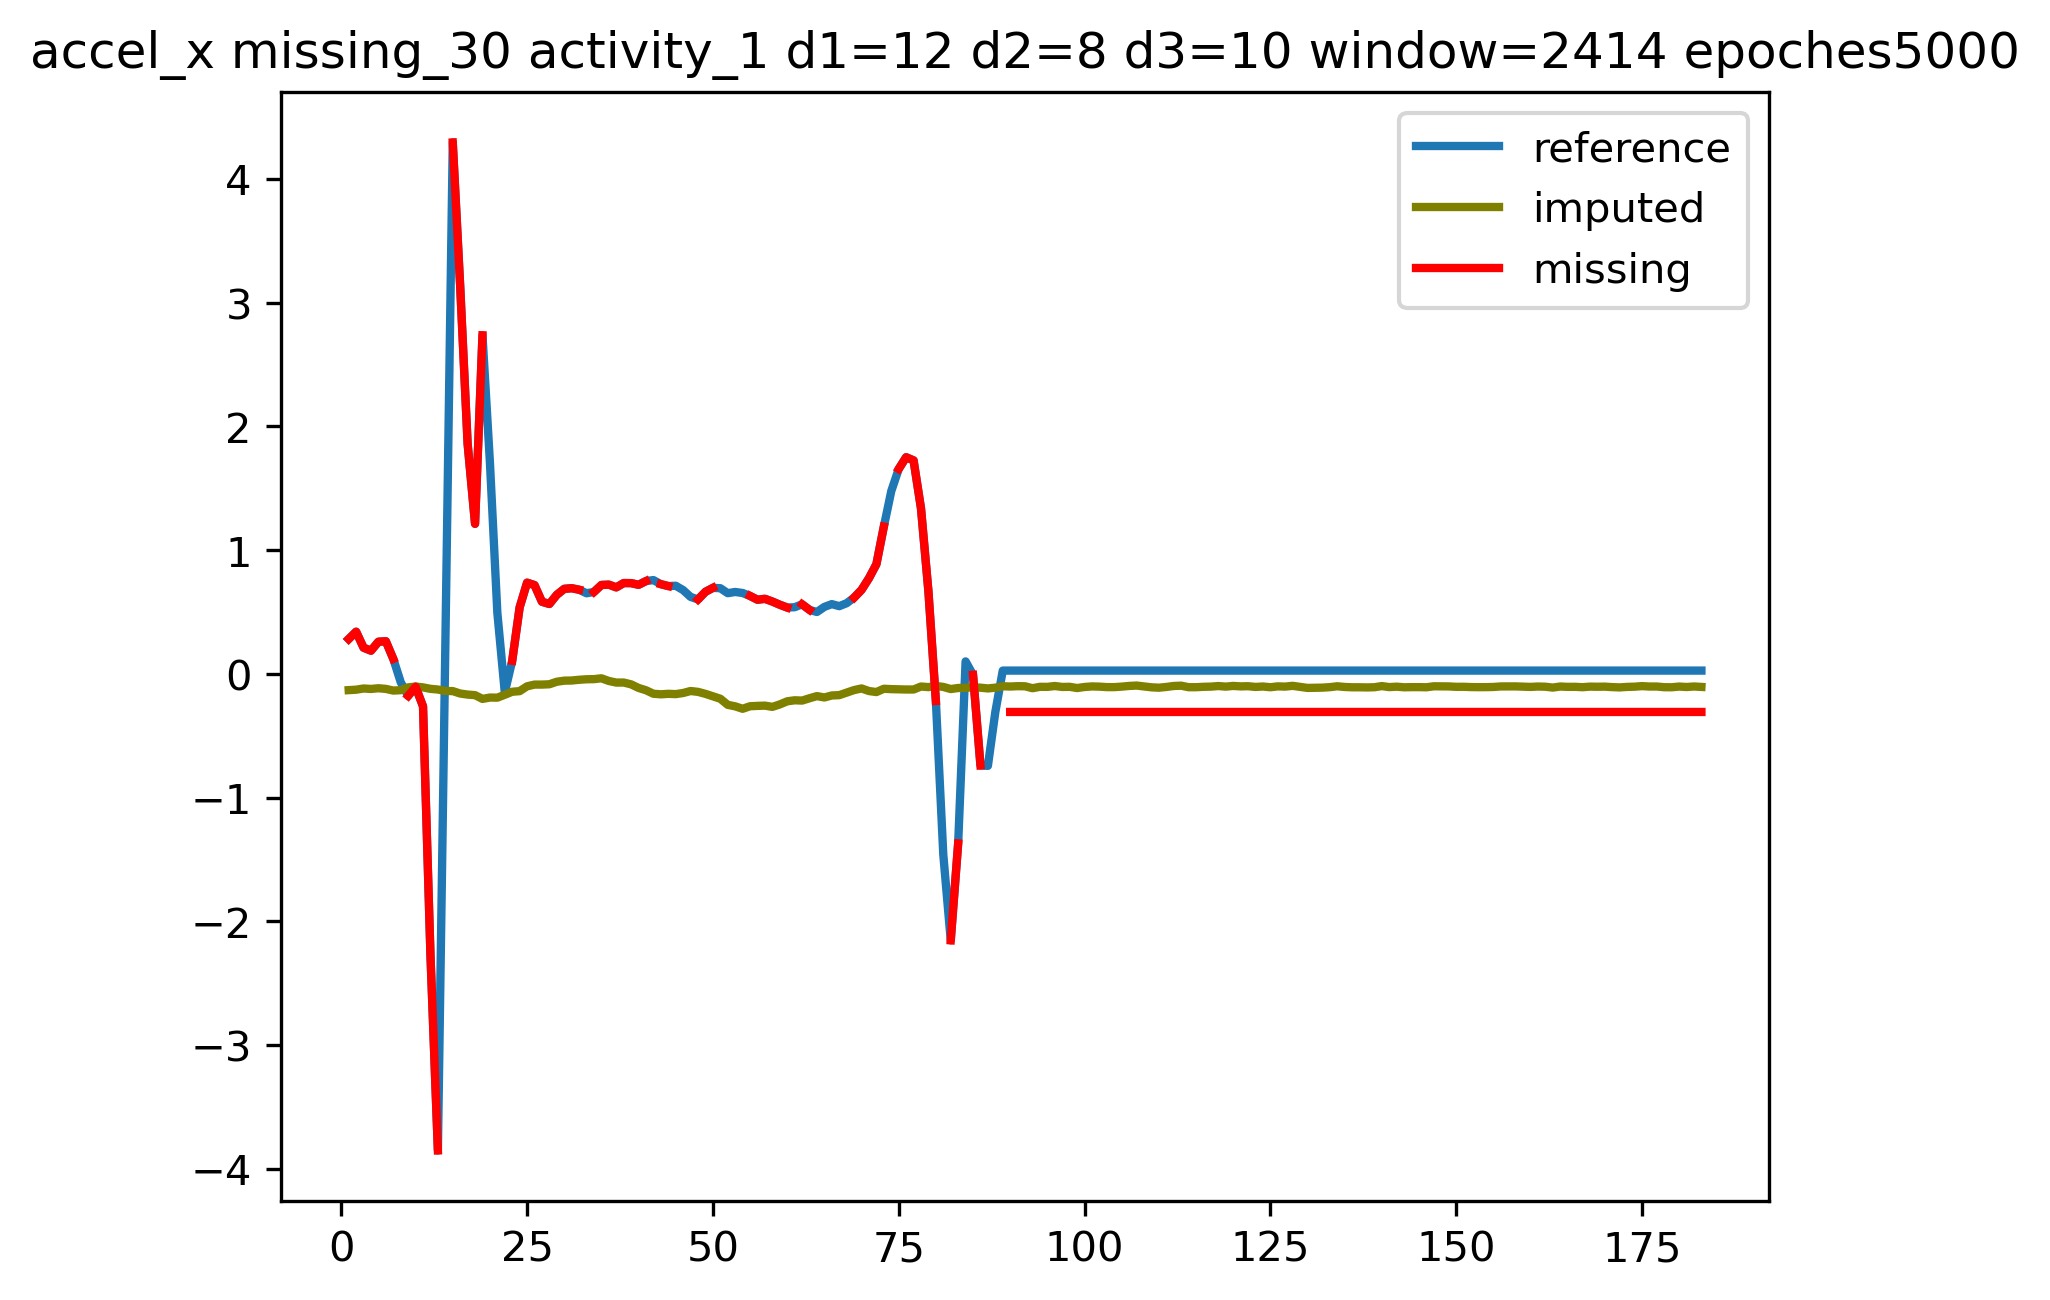 accel_x missing_30 activity_1 d1=12 d2=8 d3=10 window=2414 epoches5000
reference
imputed
missing
4
3
2
1
0
−1
−2
−3
−4
0 25 50 75 100 125 150 175